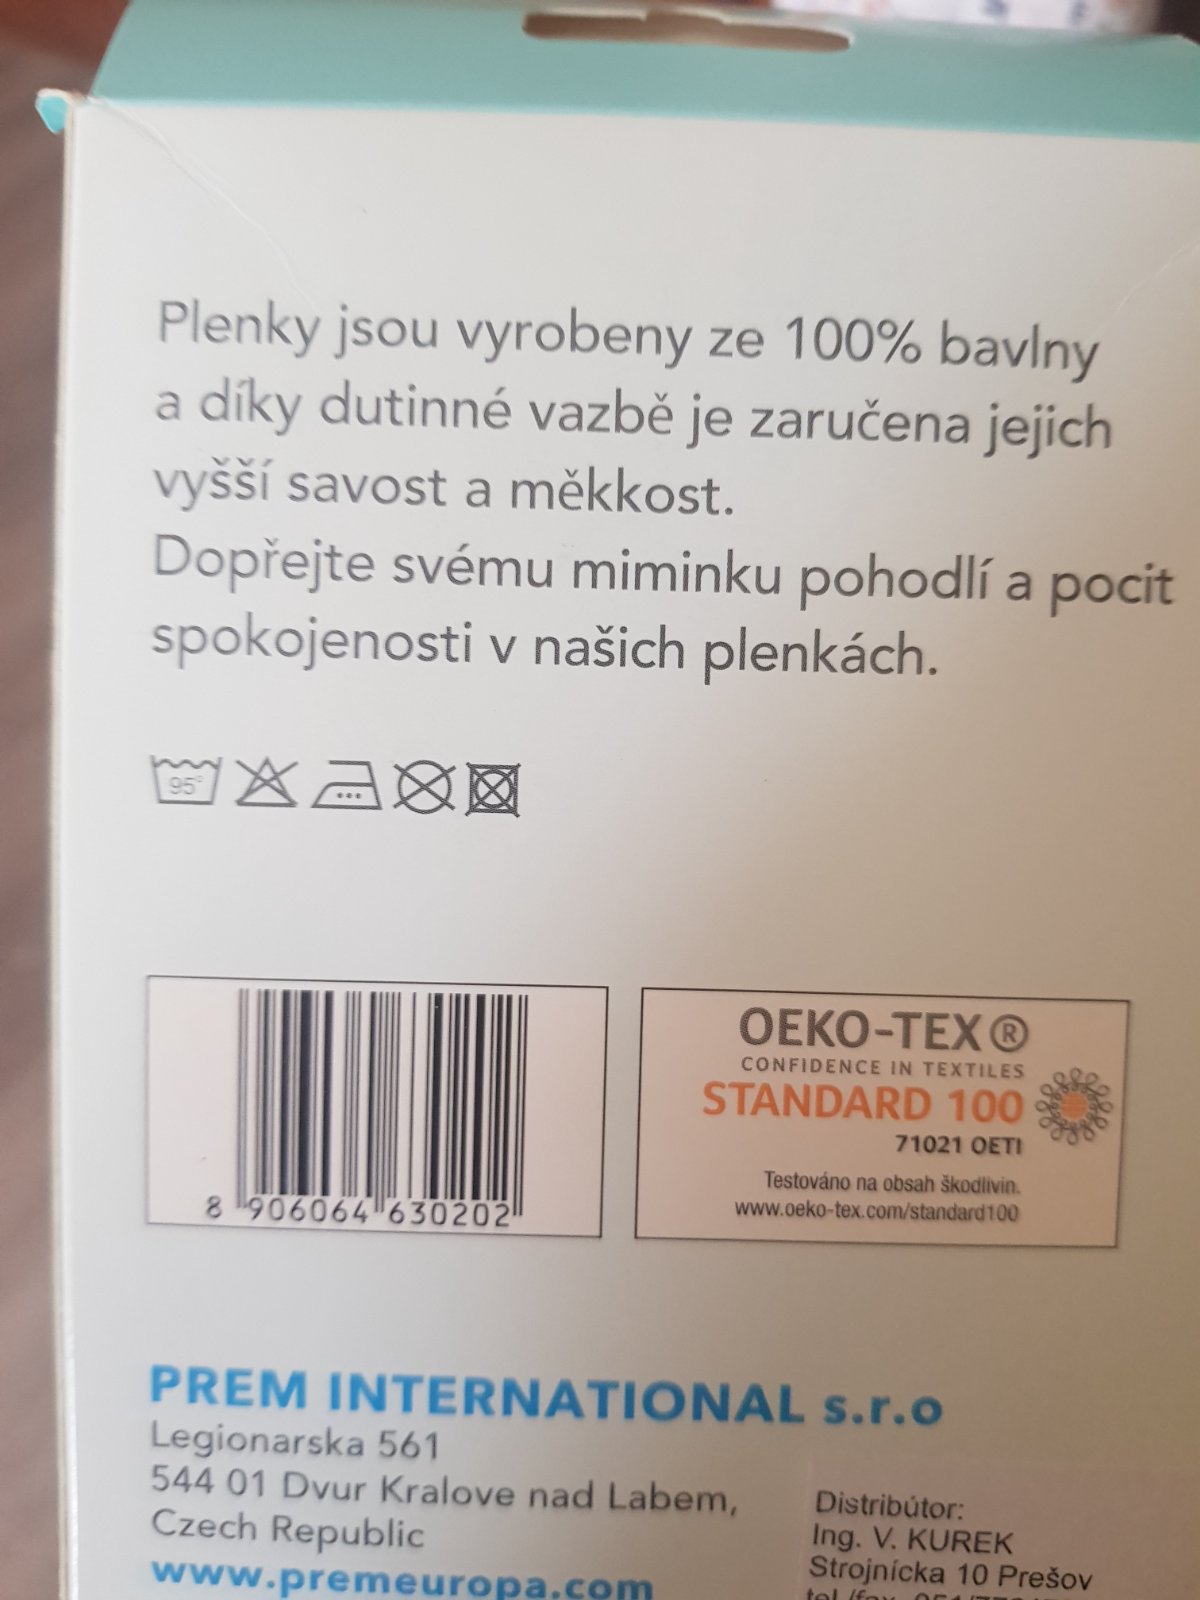 Plenky jsou vyrobeny ze 100% bavlny
a díky dutinné vazbě je zaručena jejich
vyšší savost a měkkost.
Dopřejte svému miminku pohodlí a pocit
spokojenosti v našich plenkách.
95°
8 906064 630202
OEKO-TEX®
CONFIDENCE IN TEXTILES
STANDARD 100
71021 OETI
Testováno na obsah škodlivin.
www.oeko-tex.com/standard100
PREM INTERNATIONAL s.r.o
Legionarska 561
544 01 Dvur Kralove nad Labem,
Czech Republic
www.premeuropa.com
Distribútor:
Ing. V. KUREK
Strojnícka 10 Prešov